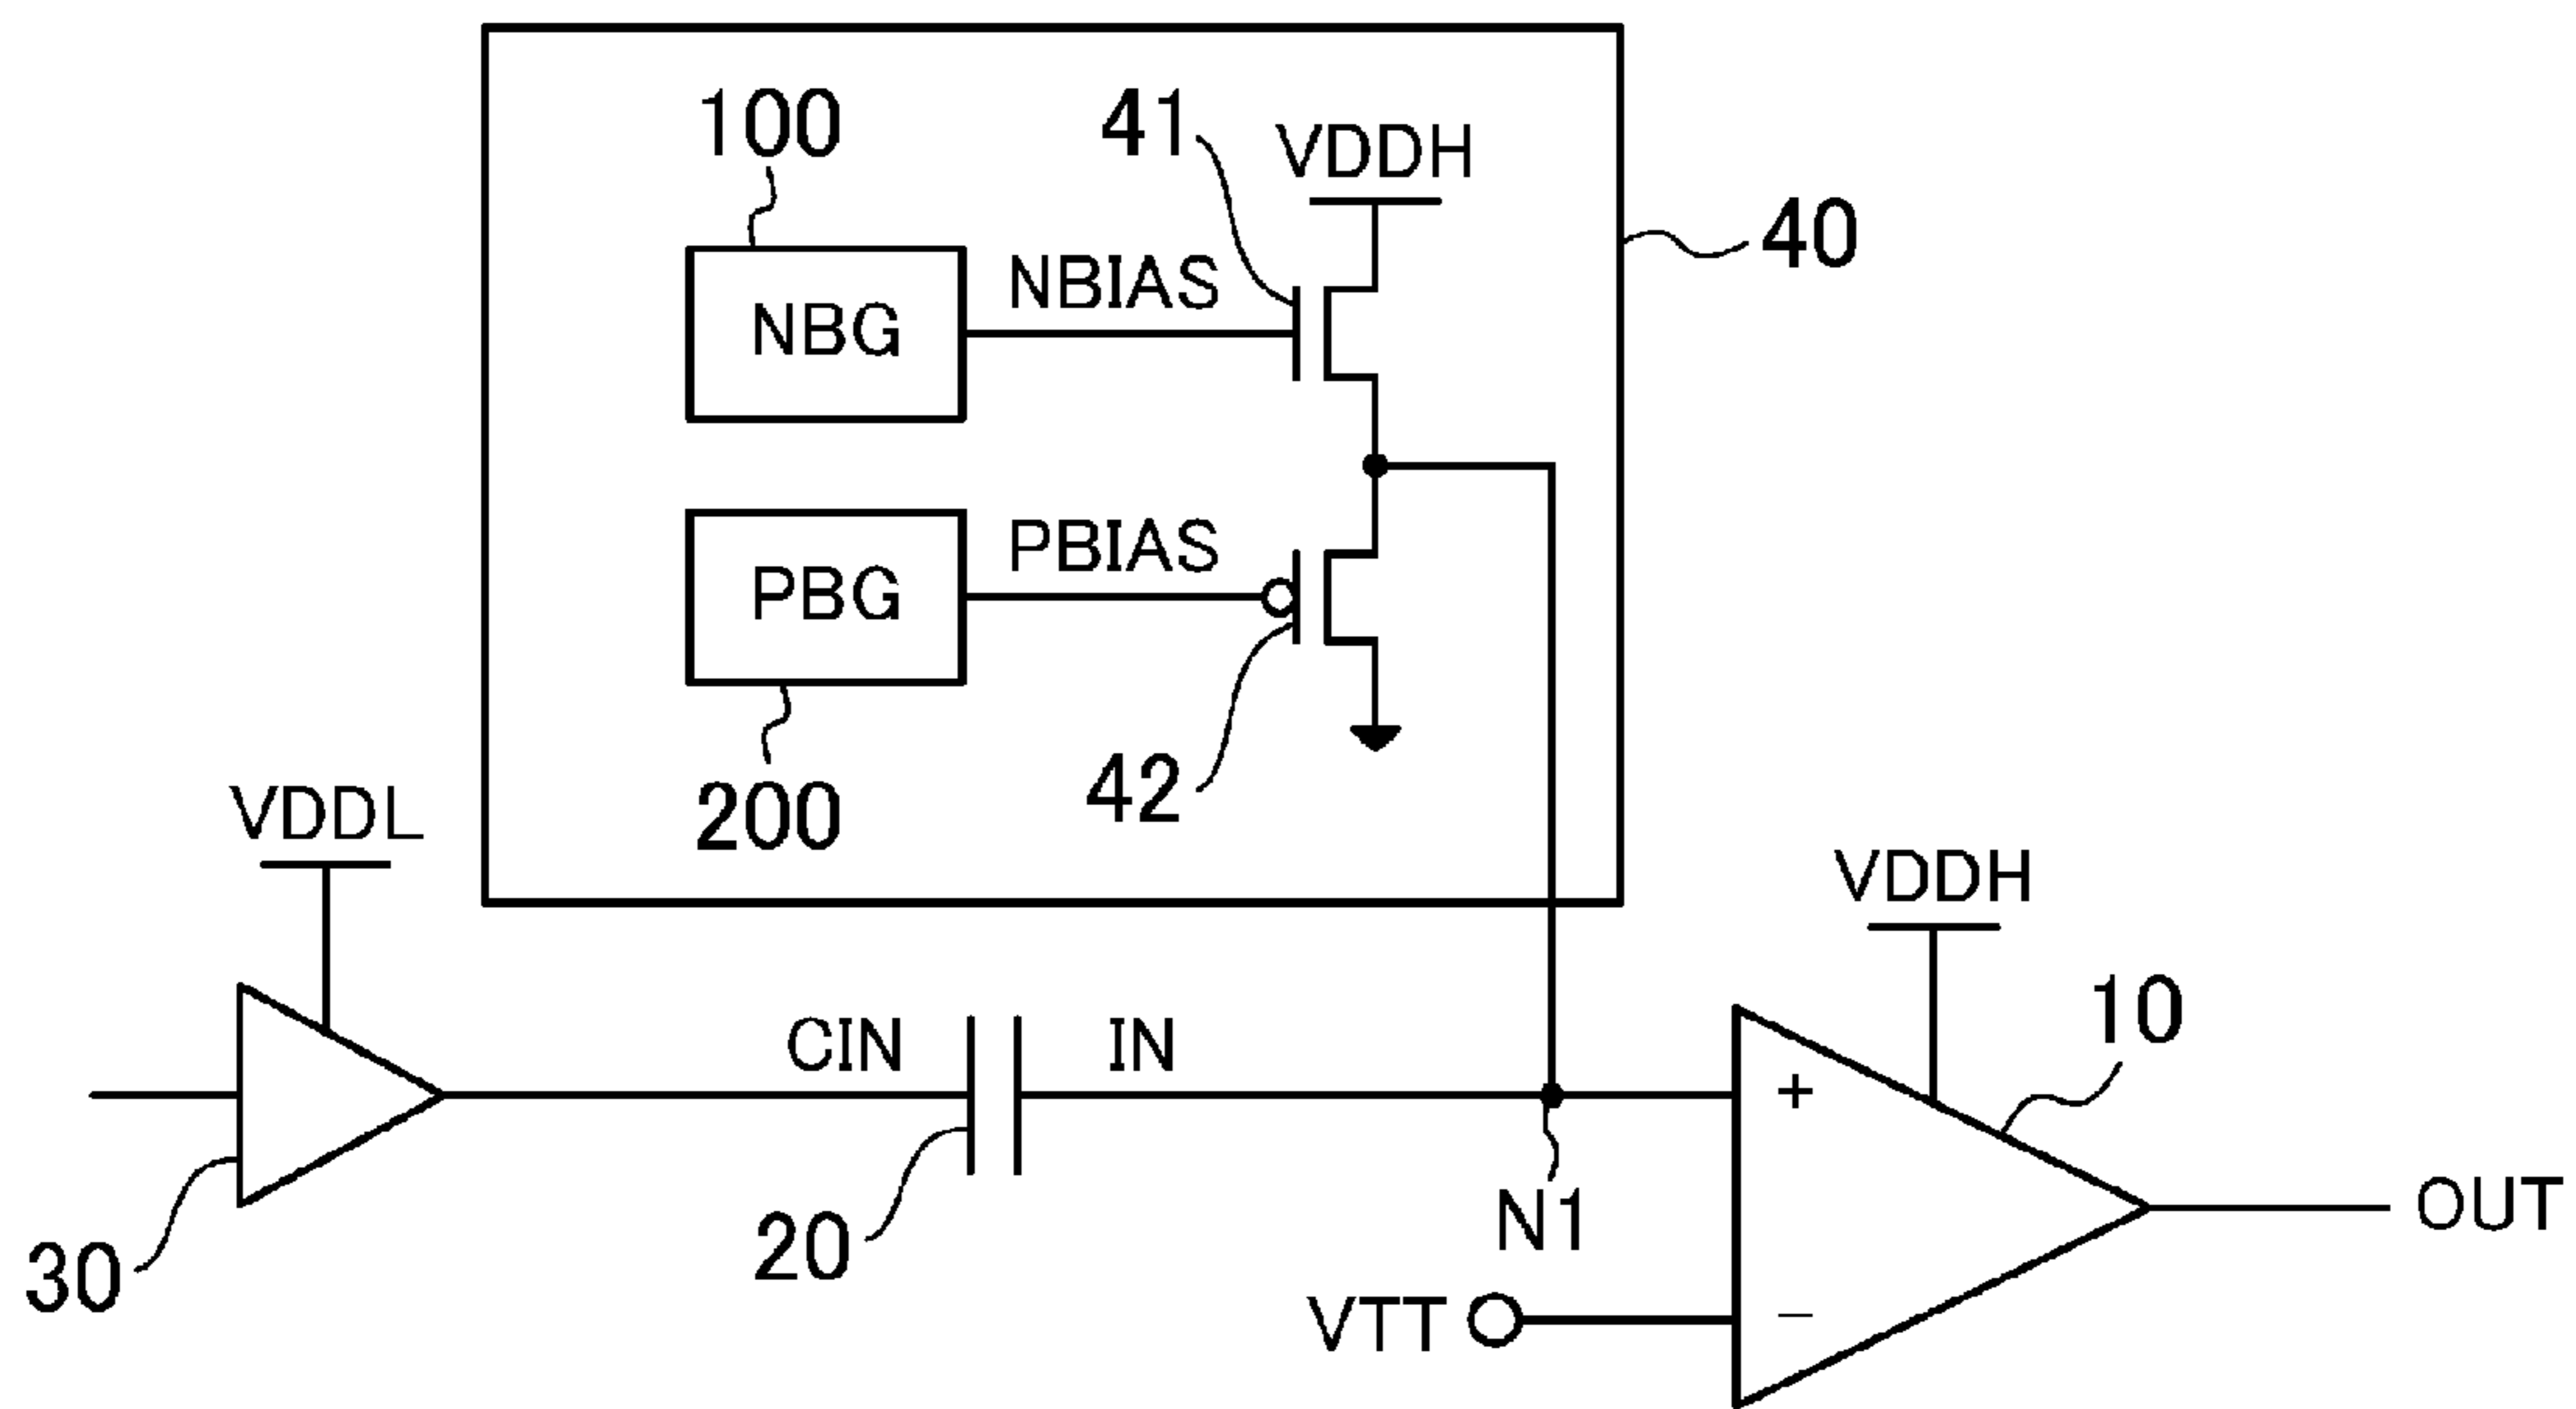 100
41
VDDH
40
NBG
NBIAS
PBG
PBIAS
200
42
VDDL
VDDH
10
CIN
IN
+
30
20
N1
OUT
VTT
−